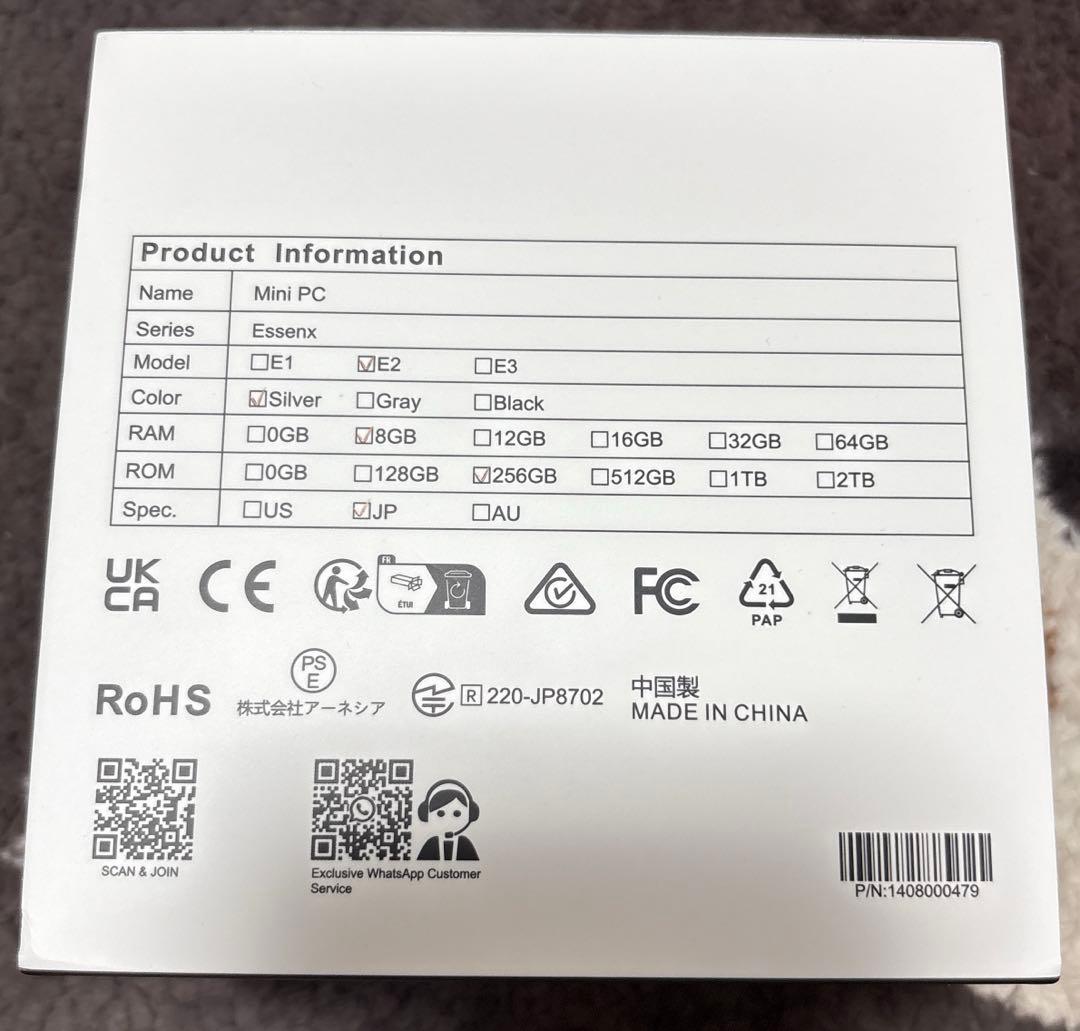 Product Information
Name Mini PC
Series Essenx
Model ☐E1 ☑E2 ☐E3
Color ☑Silver ☐Gray ☐Black
RAM ☐0GB ☑8GB ☐12GB ☐16GB ☐32GB ☐64GB
ROM ☐0GB ☐128GB ☑256GB ☐512GB ☐1TB ☐2TB
Spec. ☐US ☑JP ☐AU
UK
CA
CE
FR
ÉTUI
FC
21
PAP
RoHS
PS
E
株式会社アーネシア
R 220-JP8702
中国製
MADE IN CHINA
SCAN & JOIN
Exclusive WhatsApp Customer
Service
P/N:1408000479